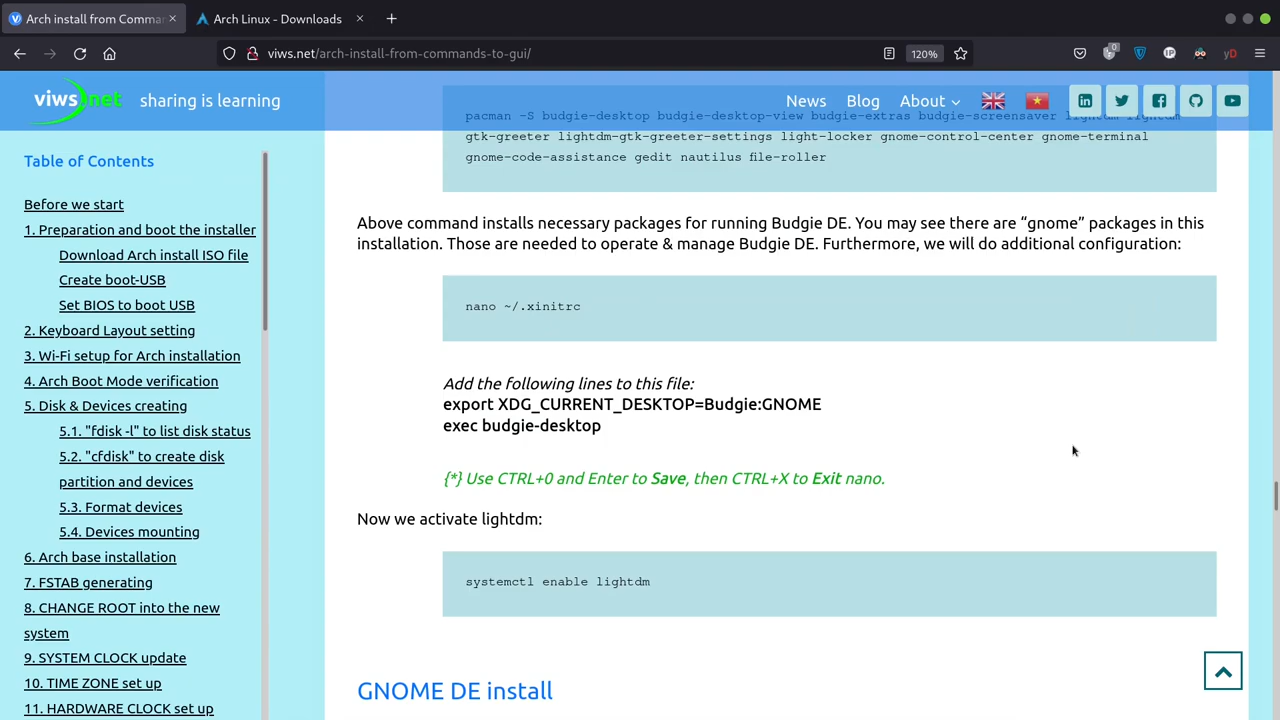 Arch install from Comma
Arch Linux - Downloads
viws.net/arch-install-from-commands-to-gui/
120%
0
IP
yD
viws.net
sharing is learning
News
Blog
About
Table of Contents
Before we start
1. Preparation and boot the installer
Download Arch install ISO file
Create boot-USB
Set BIOS to boot USB
2. Keyboard Layout setting
3. Wi-Fi setup for Arch installation
4. Arch Boot Mode verification
5. Disk & Devices creating
5.1. "fdisk -l" to list disk status
5.2. "cfdisk" to create disk
partition and devices
5.3. Format devices
5.4. Devices mounting
6. Arch base installation
7. FSTAB generating
8. CHANGE ROOT into the new
system
9. SYSTEM CLOCK update
10. TIME ZONE set up
11. HARDWARE CLOCK set up
pacman -S budgie-desktop budgie-desktop-view budgie-extras budgie-screensaver lightdm lightdm-
gtk-greeter lightdm-gtk-greeter-settings light-locker gnome-control-center gnome-terminal
gnome-code-assistance gedit nautilus file-roller
Above command installs necessary packages for running Budgie DE. You may see there are “gnome” packages in this
installation. Those are needed to operate & manage Budgie DE. Furthermore, we will do additional configuration:
nano ~/.xinitrc
Add the following lines to this file:
export XDG_CURRENT_DESKTOP=Budgie:GNOME
exec budgie-desktop
{*} Use CTRL+0 and Enter to Save, then CTRL+X to Exit nano.
Now we activate lightdm:
systemctl enable lightdm
GNOME DE install